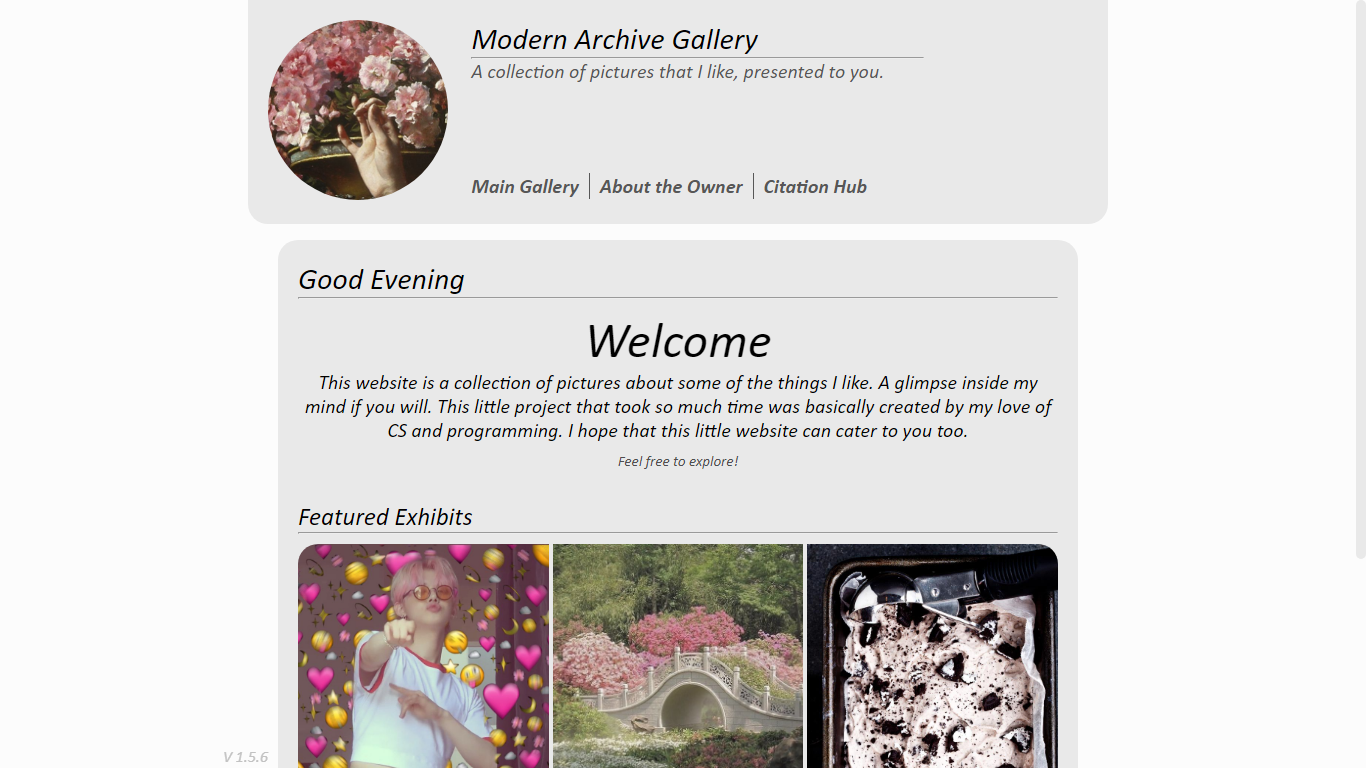 Modern Archive Gallery
A collection of pictures that I like, presented to you.
Main Gallery | About the Owner | Citation Hub
Good Evening
Welcome
This website is a collection of pictures about some of the things I like. A glimpse inside my
mind if you will. This little project that took so much time was basically created by my love of
CS and programming. I hope that this little website can cater to you too.
Feel free to explore!
Featured Exhibits
V 1.5.6